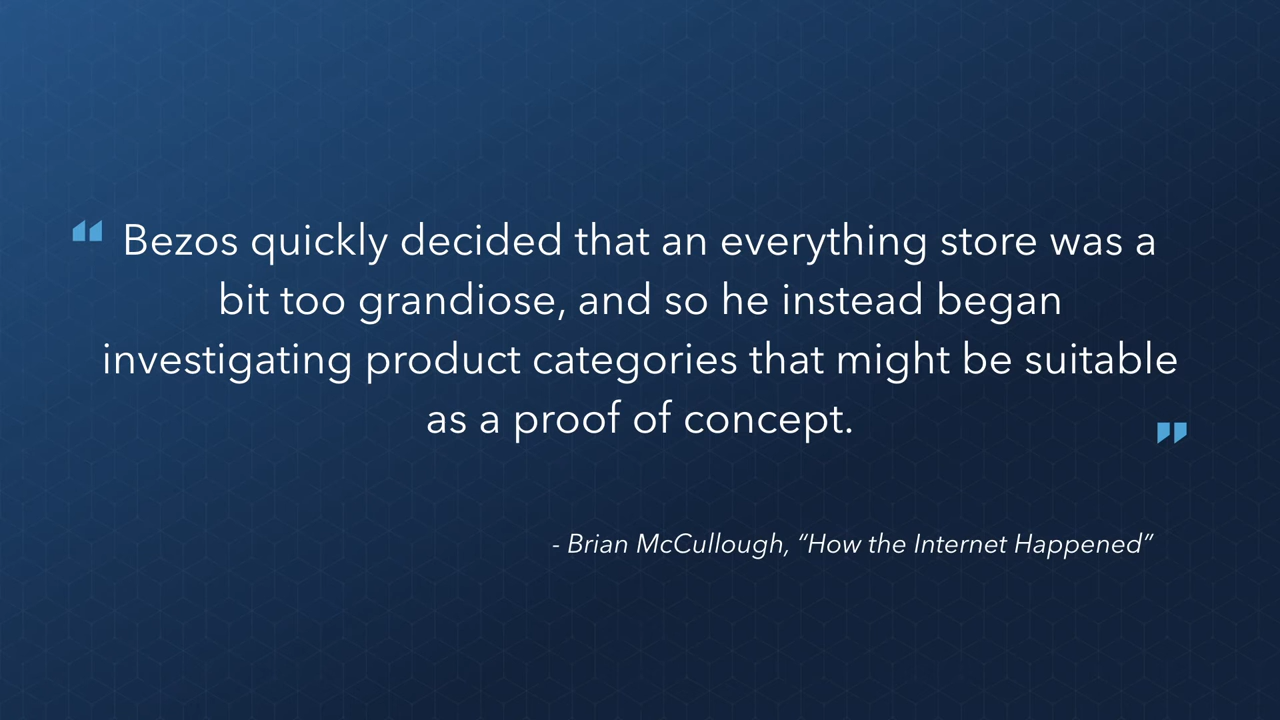 “ Bezos quickly decided that an everything store was a
bit too grandiose, and so he instead began
investigating product categories that might be suitable
as a proof of concept. ”
- Brian McCullough, “How the Internet Happened”